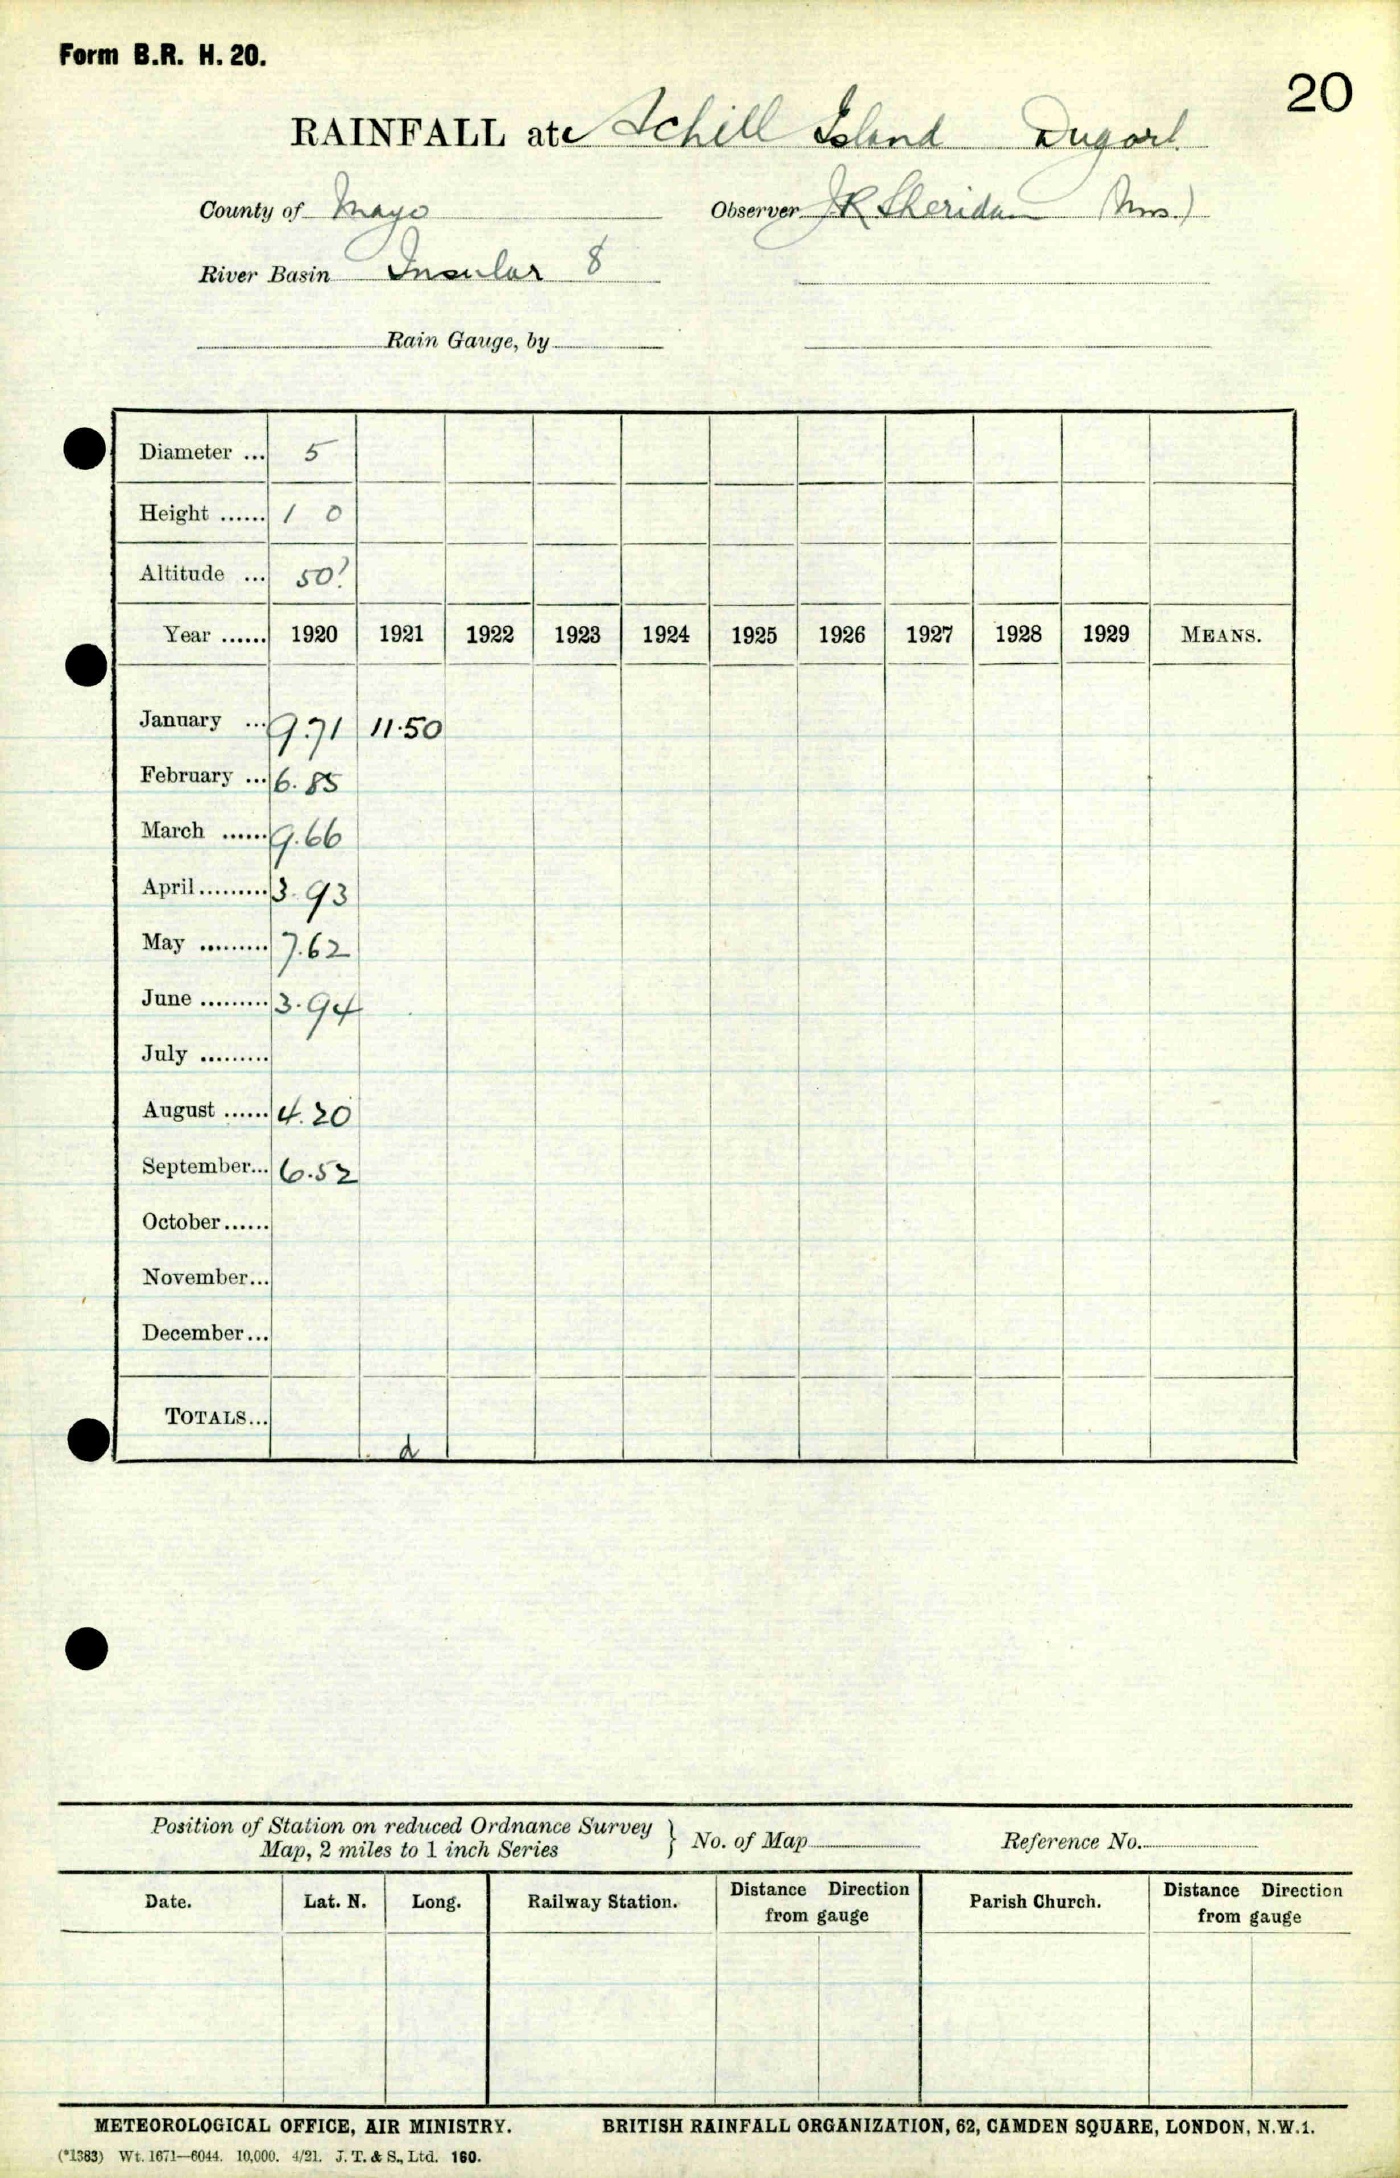 Form B.R. H. 20.
20
RAINFALL at Achill Island Dugort.
County of Mayo Observer J R Sheridan (Mrs.)
River Basin Insular 8
Rain Gauge, by
Diameter ... 5
Height ...... 1 0
Altitude ... 50?
Year ...... 1920 1921 1922 1923 1924 1925 1926 1927 1928 1929 MEANS.
January ... 9.71 11.50
February ... 6.85
March ...... 9.66
April ......... 3.93
May ......... 7.62
June ......... 3.94
July .........
August ...... 4.20
September... 6.52
October......
November...
December...
TOTALS...
d
Position of Station on reduced Ordnance Survey
Map, 2 miles to 1 inch Series } No. of Map Reference No.
Date. Lat. N. Long. Railway Station. Distance Direction from gauge Parish Church. Distance Direction from gauge
METEOROLOGICAL OFFICE, AIR MINISTRY. BRITISH RAINFALL ORGANIZATION, 62, CAMDEN SQUARE, LONDON, N.W.1.
(*1383) Wt. 1671—6044. 10,000. 4/21. J. T. & S., Ltd. 160.